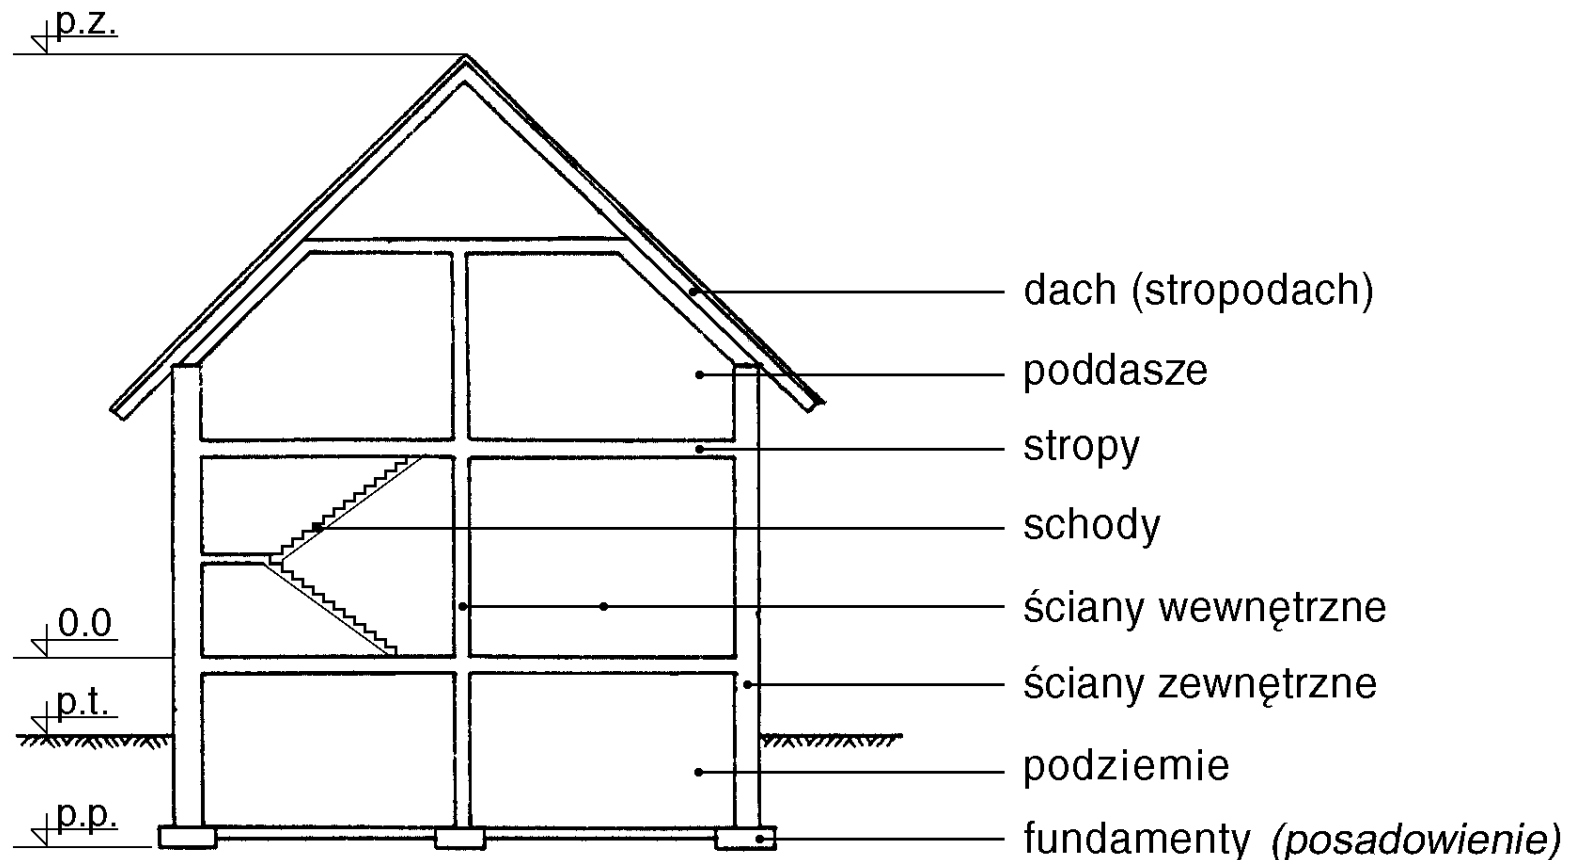 p.z.
dach (stropodach)
poddasze
stropy
schody
ściany wewnętrzne
0.0
ściany zewnętrzne
p.t.
podziemie
p.p.
fundamenty (posadowienie)